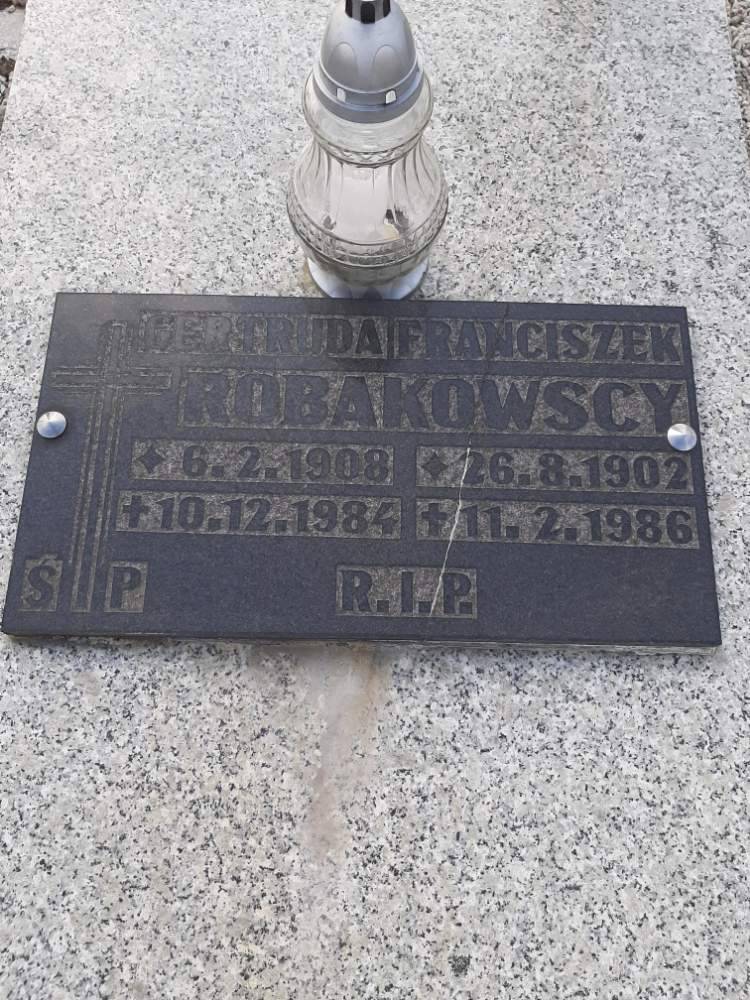 GERTRUDA FRANCISZEK
ROBAKOWSCY
6.2.1908 26.8.1902
†10.12.1984 †11.2.1986
Ś P R.I.P.